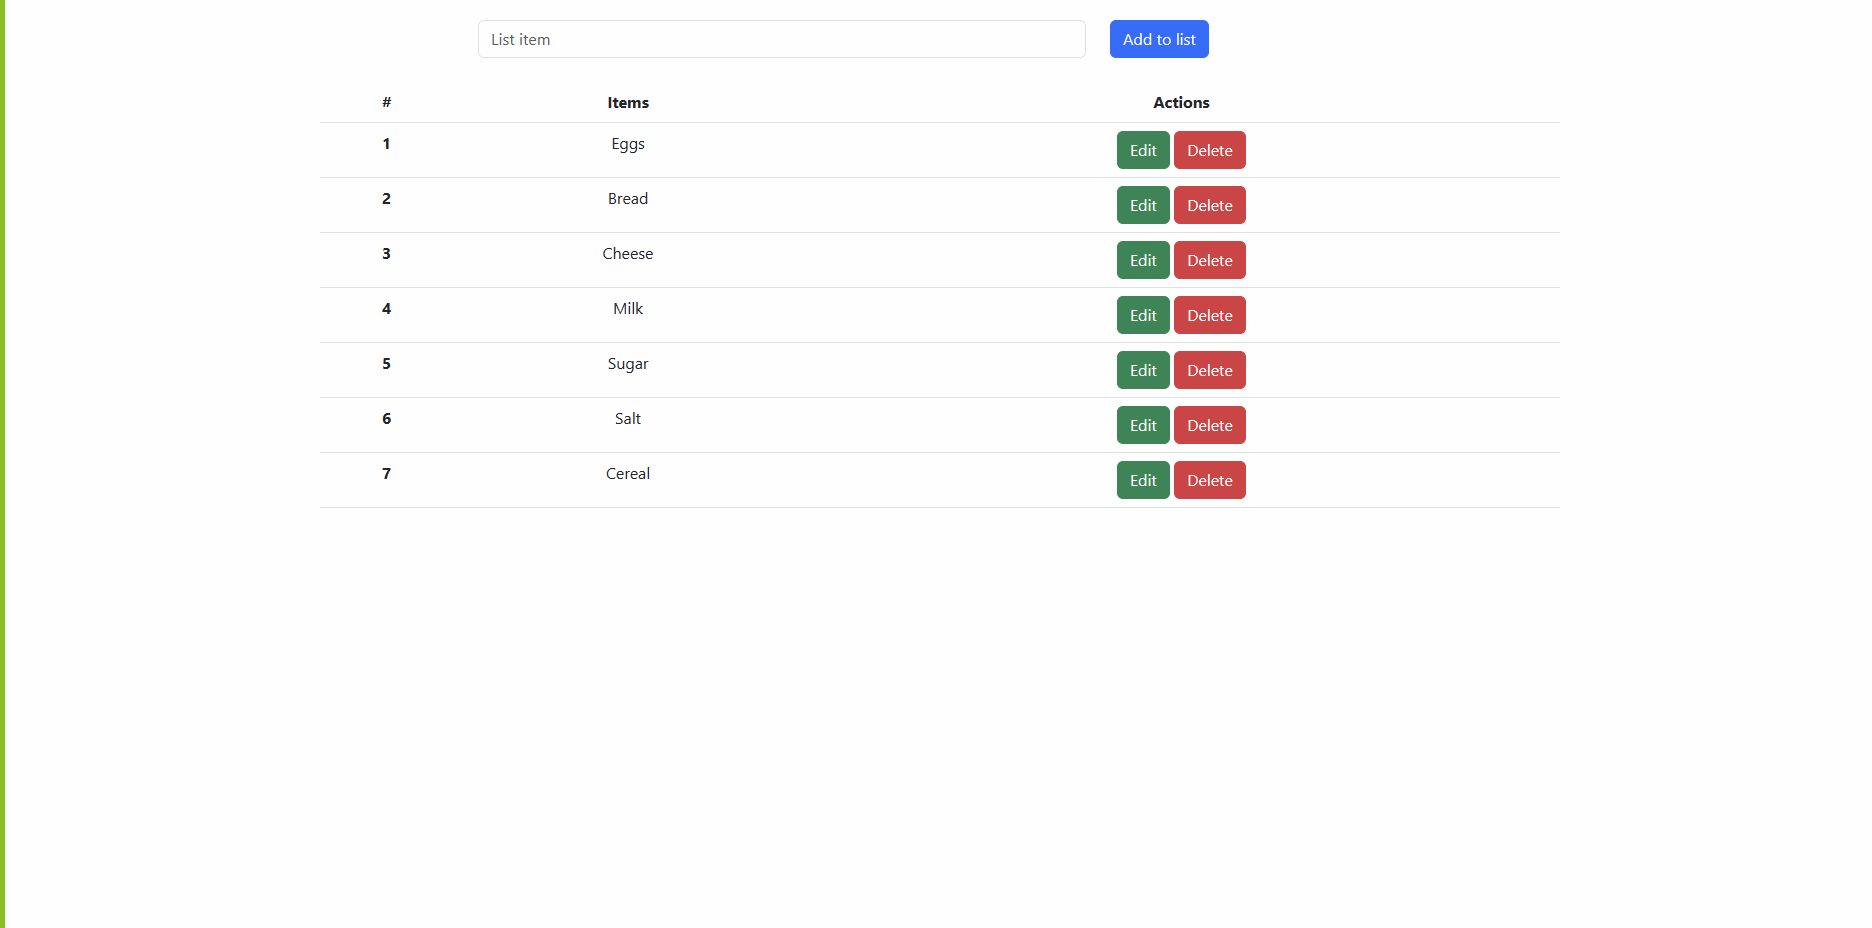 List item Add to list
# Items Actions
1 Eggs Edit Delete
2 Bread Edit Delete
3 Cheese Edit Delete
4 Milk Edit Delete
5 Sugar Edit Delete
6 Salt Edit Delete
7 Cereal Edit Delete